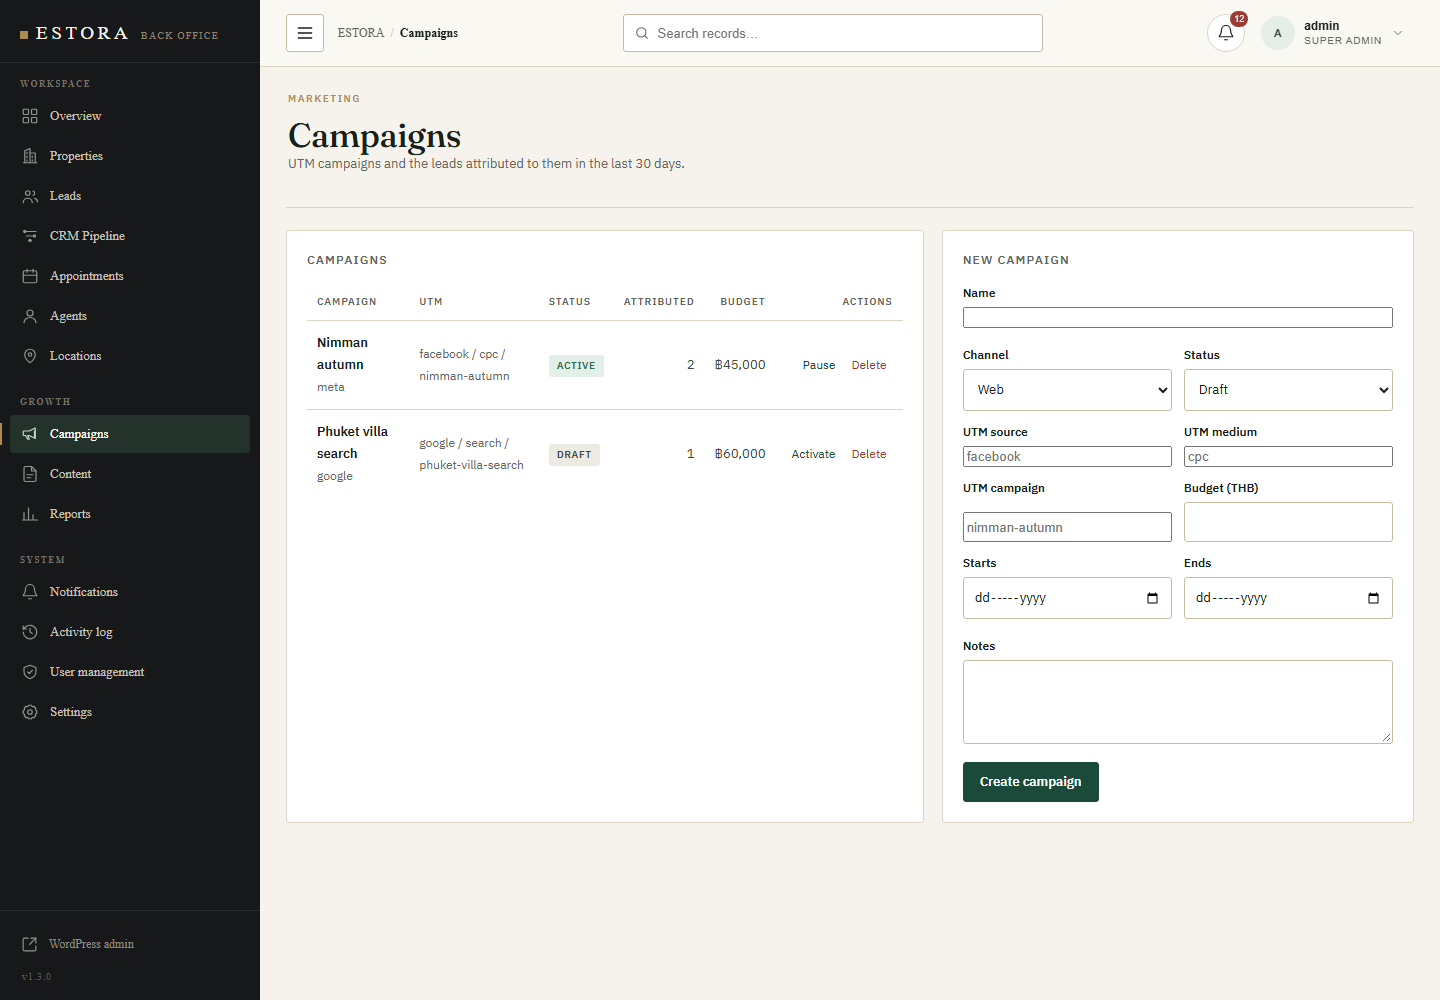 ESTORA BACK OFFICE
WORKSPACE
Overview
Properties
Leads
CRM Pipeline
Appointments
Agents
Locations
GROWTH
Campaigns
Content
Reports
SYSTEM
Notifications
Activity log
User management
Settings
WordPress admin
v1.3.0
ESTORA / Campaigns
Search records...
12
A
admin
SUPER ADMIN
MARKETING
Campaigns
UTM campaigns and the leads attributed to them in the last 30 days.
CAMPAIGNS
CAMPAIGN UTM STATUS ATTRIBUTED BUDGET ACTIONS
Nimman autumn
meta
facebook / cpc /
nimman-autumn
ACTIVE
2
฿45,000
Pause Delete
Phuket villa search
google
google / search /
phuket-villa-search
DRAFT
1
฿60,000
Activate Delete
NEW CAMPAIGN
Name
Channel Status
Web Draft
UTM source UTM medium
facebook cpc
UTM campaign Budget (THB)
nimman-autumn
Starts Ends
dd-----yyyy dd-----yyyy
Notes
Create campaign